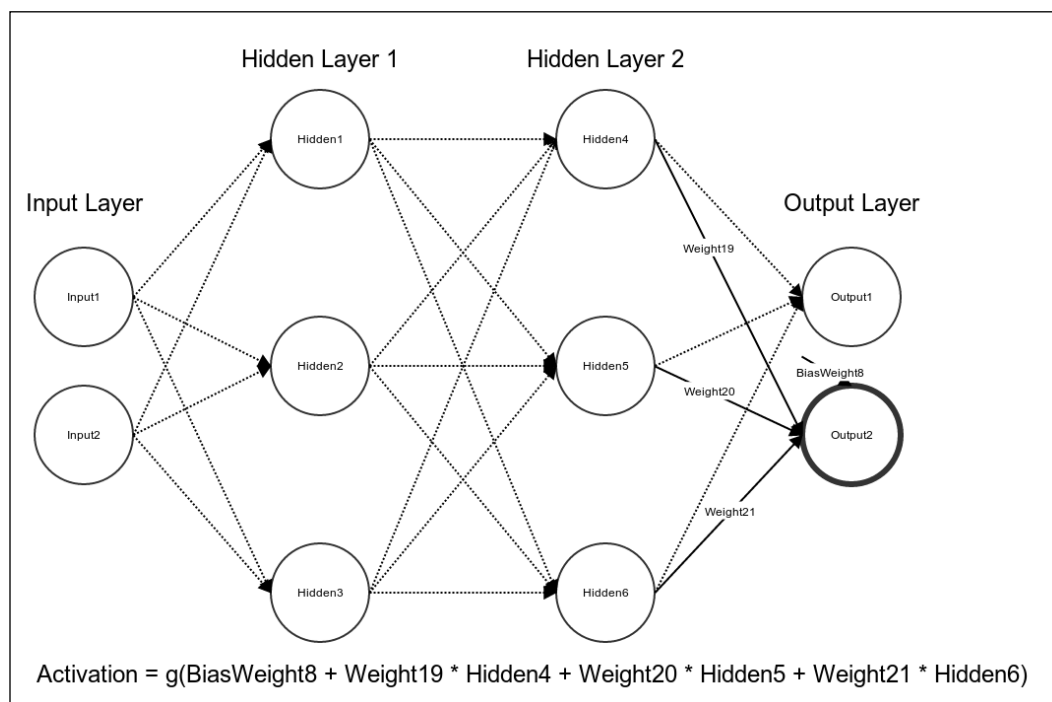 Hidden Layer 1
Hidden Layer 2
Hidden1
Hidden4
Input Layer
Output Layer
Weight19
Input1
Output1
Hidden2
Hidden5
BiasWeight8
Weight20
Input2
Output2
Weight21
Hidden3
Hidden6
Activation = g(BiasWeight8 + Weight19 * Hidden4 + Weight20 * Hidden5 + Weight21 * Hidden6)